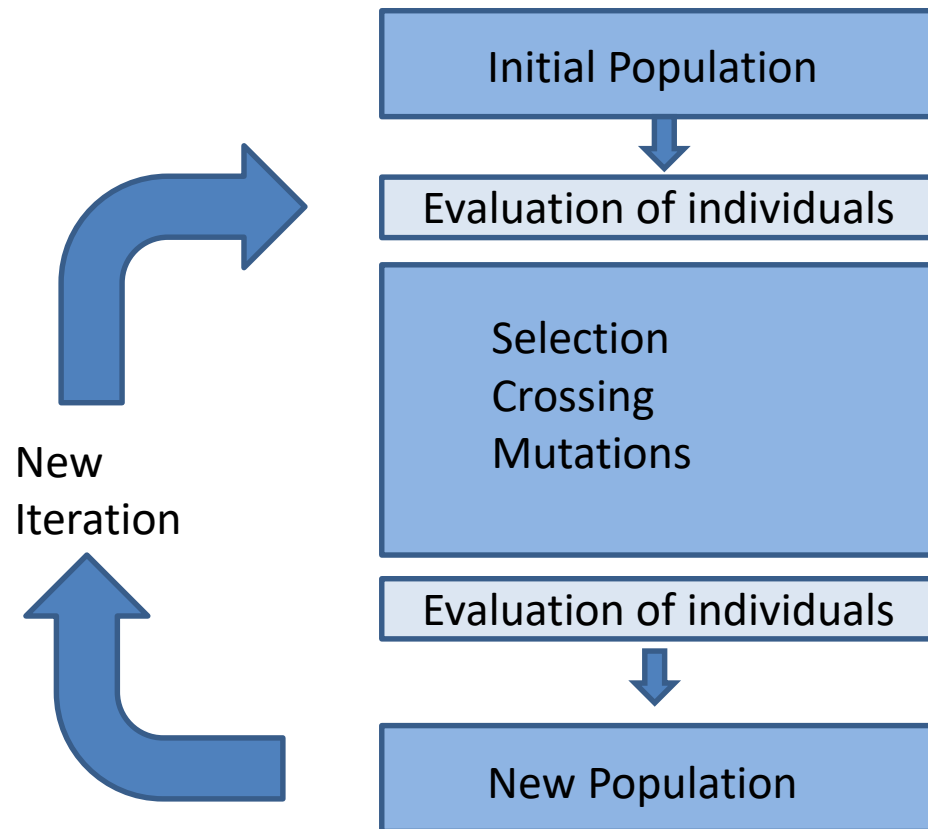 Initial Population
Evaluation of individuals
Selection
Crossing
Mutations
New
Iteration
Evaluation of individuals
New Population